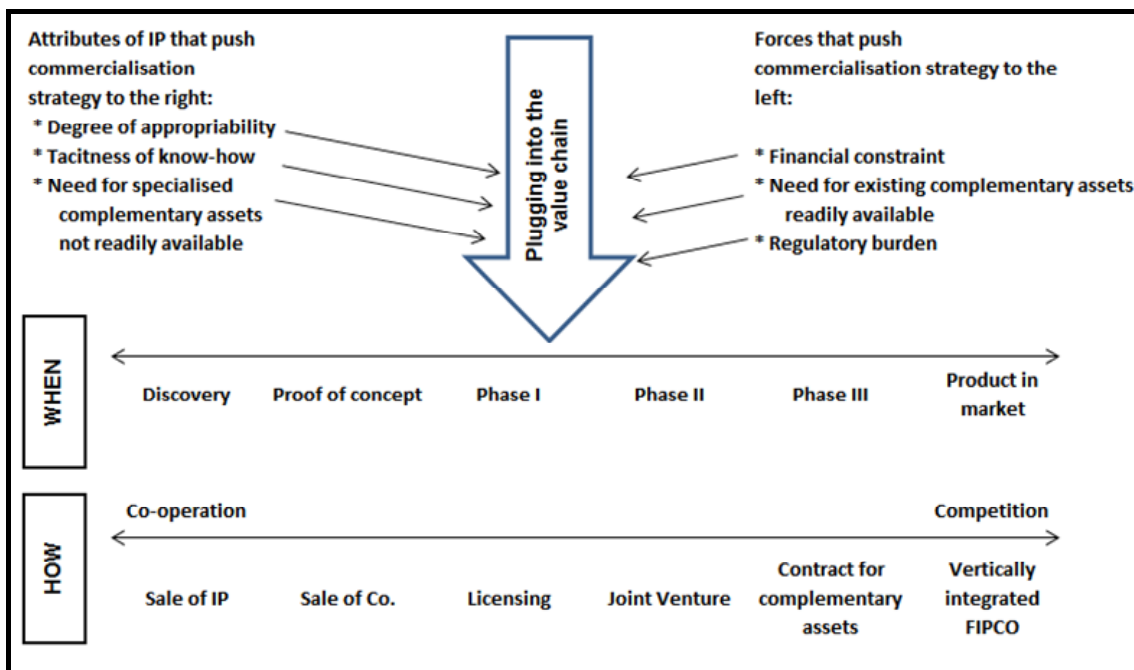 Attributes of IP that push
commercialisation
strategy to the right:
* Degree of appropriability
* Tacitness of know-how
* Need for specialised
complementary assets
not readily available
Plugging into the
value chain
Forces that push
commercialisation strategy to the
left:
* Financial constraint
* Need for existing complementary assets
readily available
* Regulatory burden
WHEN
Discovery
Proof of concept
Phase I
Phase II
Phase III
Product in
market
HOW
Co-operation
Competition
Sale of IP
Sale of Co.
Licensing
Joint Venture
Contract for
complementary
assets
Vertically
integrated
FIPCO